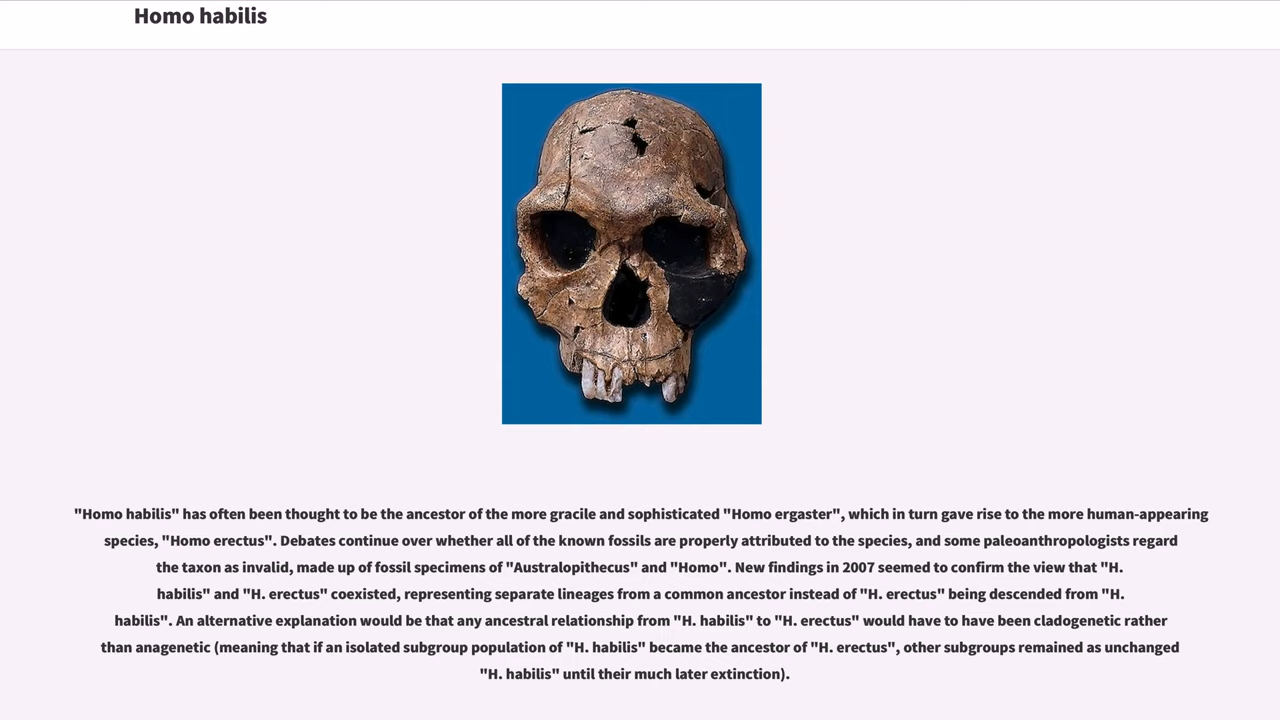 Homo habilis
"Homo habilis" has often been thought to be the ancestor of the more gracile and sophisticated "Homo ergaster", which in turn gave rise to the more human-appearing
species, "Homo erectus". Debates continue over whether all of the known fossils are properly attributed to the species, and some paleoanthropologists regard
the taxon as invalid, made up of fossil specimens of "Australopithecus" and "Homo". New findings in 2007 seemed to confirm the view that "H.
habilis" and "H. erectus" coexisted, representing separate lineages from a common ancestor instead of "H. erectus" being descended from "H.
habilis". An alternative explanation would be that any ancestral relationship from "H. habilis" to "H. erectus" would have to have been cladogenetic rather
than anagenetic (meaning that if an isolated subgroup population of "H. habilis" became the ancestor of "H. erectus", other subgroups remained as unchanged
"H. habilis" until their much later extinction).